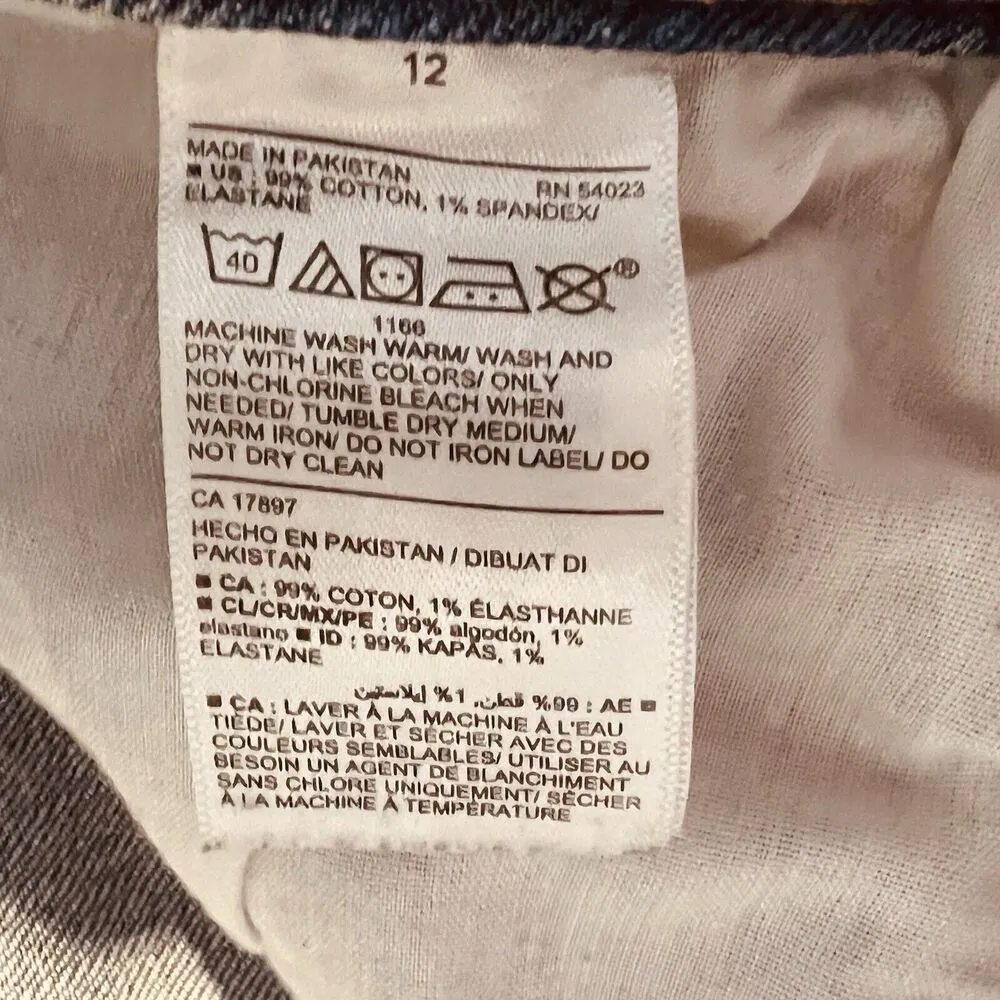 12
MADE IN PAKISTAN
RN 54023
■ US : 99% COTTON, 1% SPANDEX/
ELASTANE
40
®
1166
MACHINE WASH WARM/ WASH AND
DRY WITH LIKE COLORS/ ONLY
NON-CHLORINE BLEACH WHEN
NEEDED/ TUMBLE DRY MEDIUM/
WARM IRON/ DO NOT IRON LABEL/ DO
NOT DRY CLEAN
CA 17897
HECHO EN PAKISTAN / DIBUAT DI
PAKISTAN
■ CA : 99% COTON, 1% ÉLASTHANNE
■ CL/CR/MX/PE : 99% algodón, 1%
elastano ■ ID : 99% KAPAS, 1%
ELASTANE
■ AE : 99% قطن, 1% إيلاستين
■ CA : LAVER À LA MACHINE À L'EAU
TIÈDE/ LAVER ET SÉCHER AVEC DES
COULEURS SEMBLABLES/ UTILISER AU
BESOIN UN AGENT DE BLANCHIMENT
SANS CHLORE UNIQUEMENT/ SÉCHER
À LA MACHINE À TEMPÉRATURE